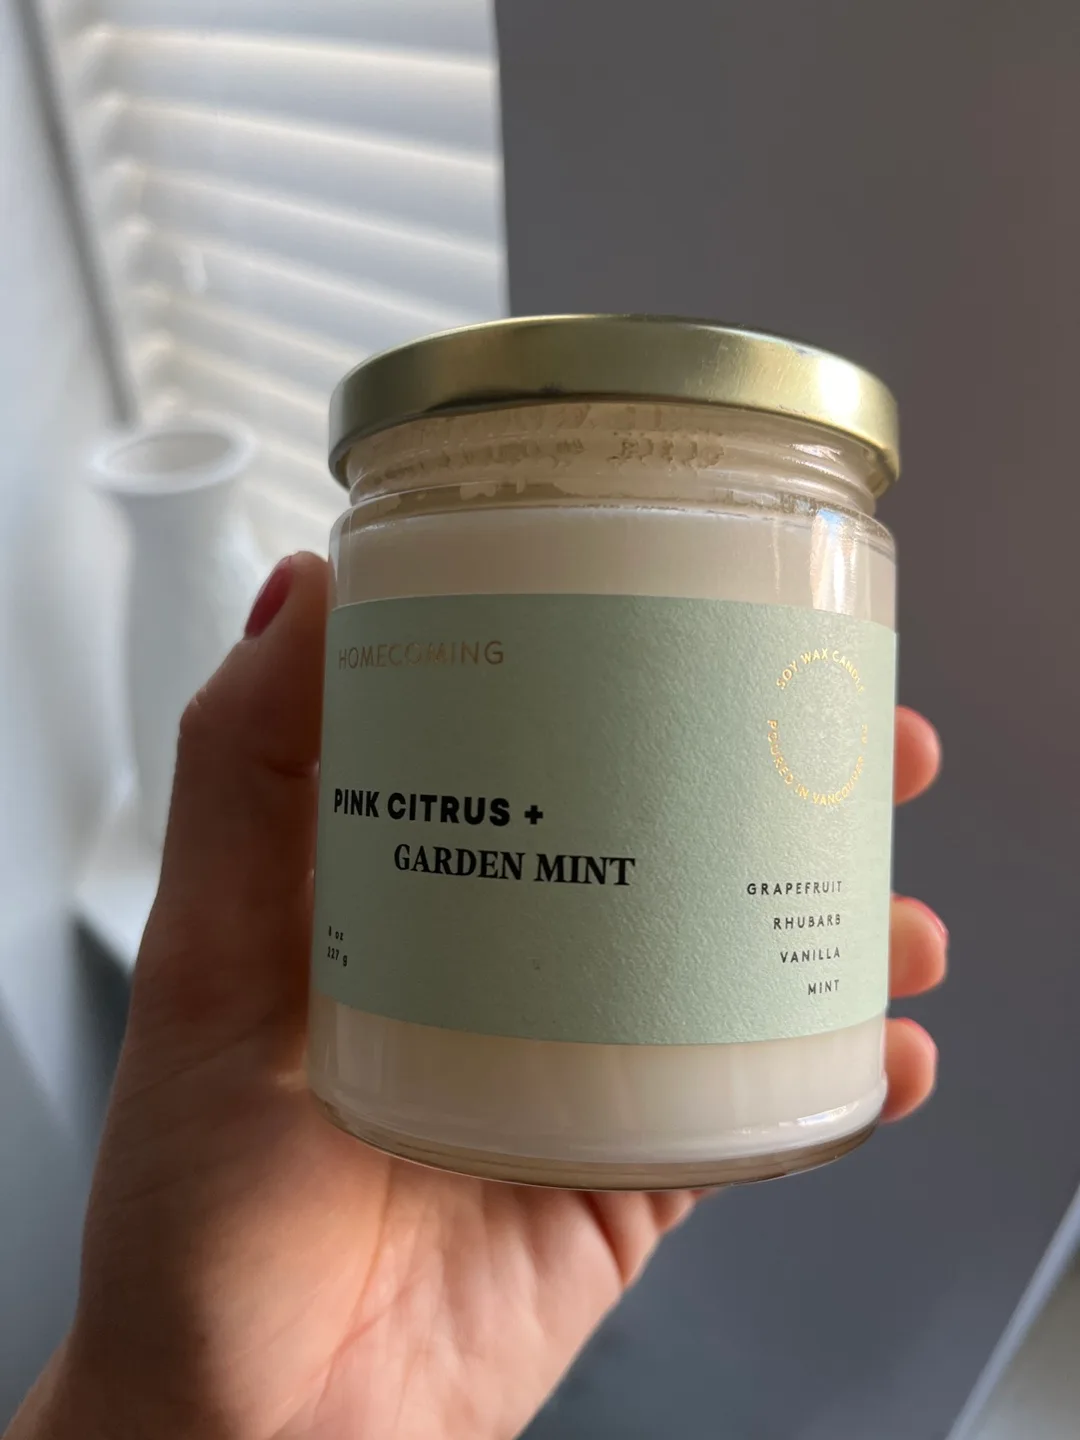 HOMECOMING
SOY WAX CANDLE
POURED IN VANCOUVER
PINK CITRUS +
GARDEN MINT
8 oz
227 g
GRAPEFRUIT
RHUBARB
VANILLA
MINT